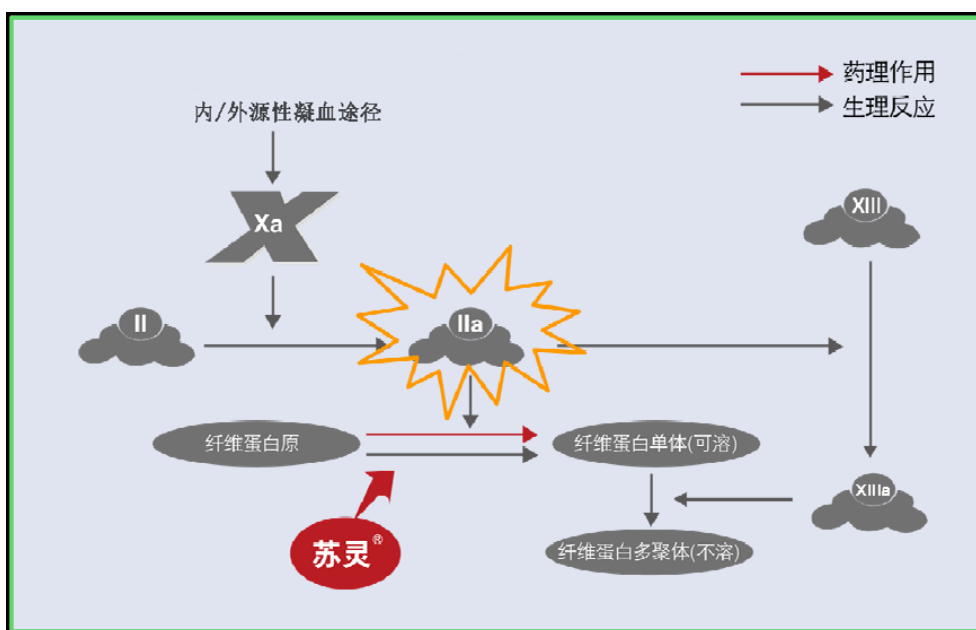 药理作用
生理反应
内/外源性凝血途径
Xa
XIII
II
IIa
纤维蛋白原
纤维蛋白单体(可溶)
XIIIa
苏灵®
纤维蛋白多聚体(不溶)